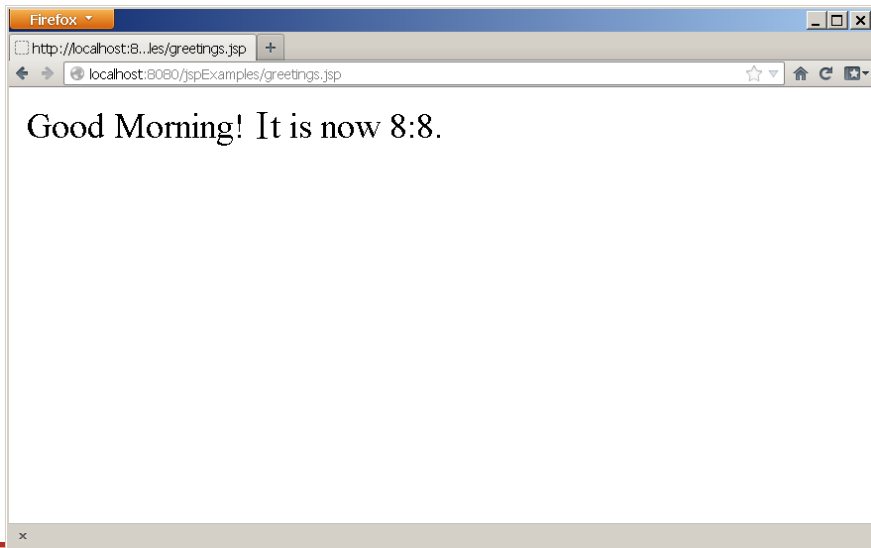 Firefox
http://localhost:8...les/greetings.jsp
localhost:8080/jspExamples/greetings.jsp
Good Morning! It is now 8:8.